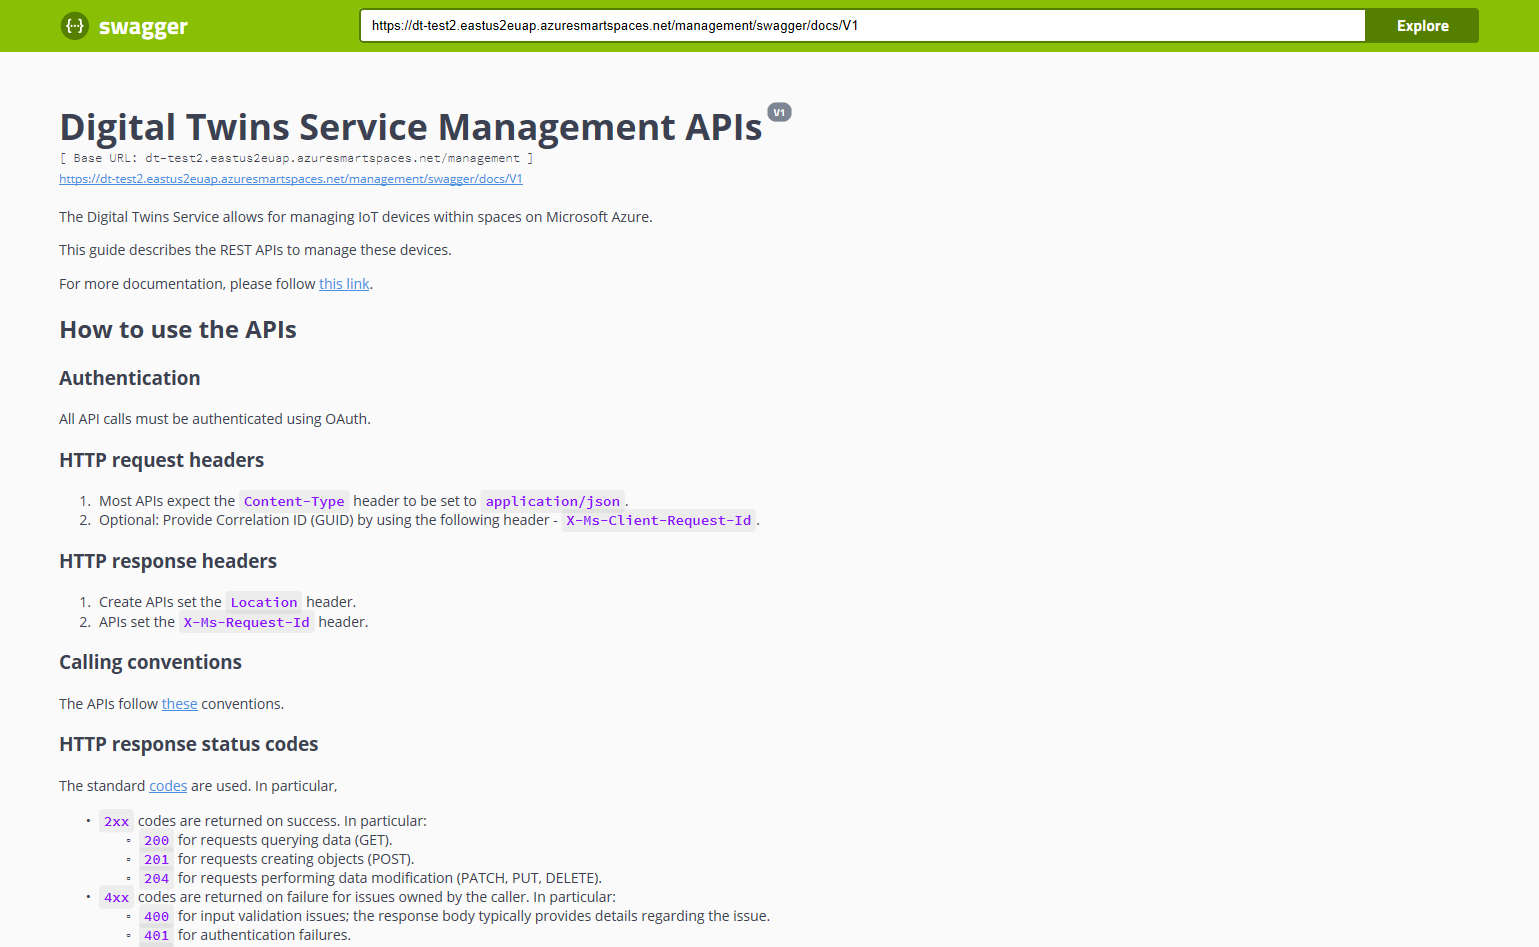 {···} swagger
https://dt-test2.eastus2euap.azuresmartspaces.net/management/swagger/docs/V1
Explore
Digital Twins Service Management APIs V1
[ Base URL: dt-test2.eastus2euap.azuresmartspaces.net/management ]
https://dt-test2.eastus2euap.azuresmartspaces.net/management/swagger/docs/V1
The Digital Twins Service allows for managing IoT devices within spaces on Microsoft Azure.
This guide describes the REST APIs to manage these devices.
For more documentation, please follow this link.
How to use the APIs
Authentication
All API calls must be authenticated using OAuth.
HTTP request headers
1. Most APIs expect the Content-Type header to be set to application/json.
2. Optional: Provide Correlation ID (GUID) by using the following header - X-Ms-Client-Request-Id.
HTTP response headers
1. Create APIs set the Location header.
2. APIs set the X-Ms-Request-Id header.
Calling conventions
The APIs follow these conventions.
HTTP response status codes
The standard codes are used. In particular,
• 2xx codes are returned on success. In particular:
◦ 200 for requests querying data (GET).
◦ 201 for requests creating objects (POST).
◦ 204 for requests performing data modification (PATCH, PUT, DELETE).
• 4xx codes are returned on failure for issues owned by the caller. In particular:
◦ 400 for input validation issues; the response body typically provides details regarding the issue.
◦ 401 for authentication failures.